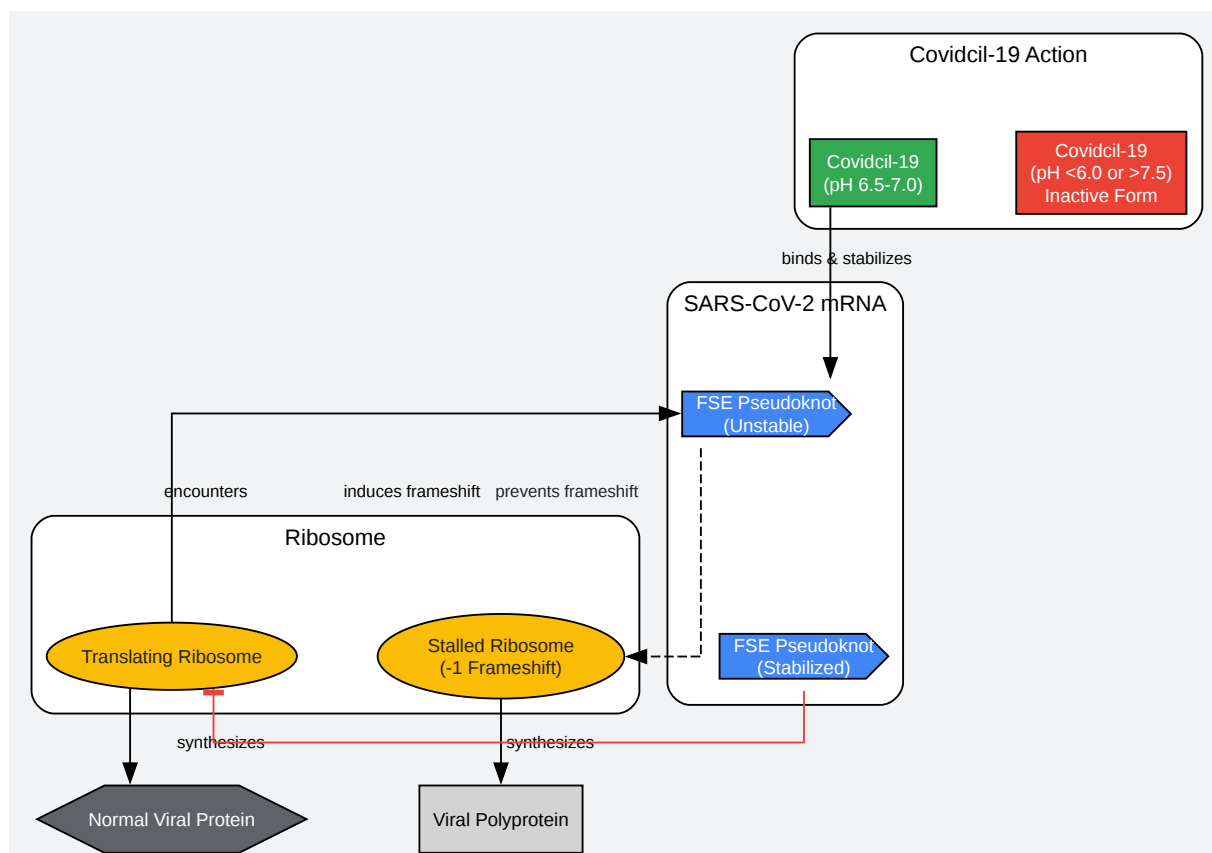 Covidcil-19 Action
Covidcil-19
(pH 6.5-7.0)
Covidcil-19
(pH <6.0 or >7.5)
Inactive Form
binds & stabilizes
SARS-CoV-2 mRNA
FSE Pseudoknot
(Unstable)
encounters
induces frameshift
prevents frameshift
Ribosome
Translating Ribosome
Stalled Ribosome
(-1 Frameshift)
FSE Pseudoknot
(Stabilized)
synthesizes
synthesizes
Normal Viral Protein
Viral Polyprotein